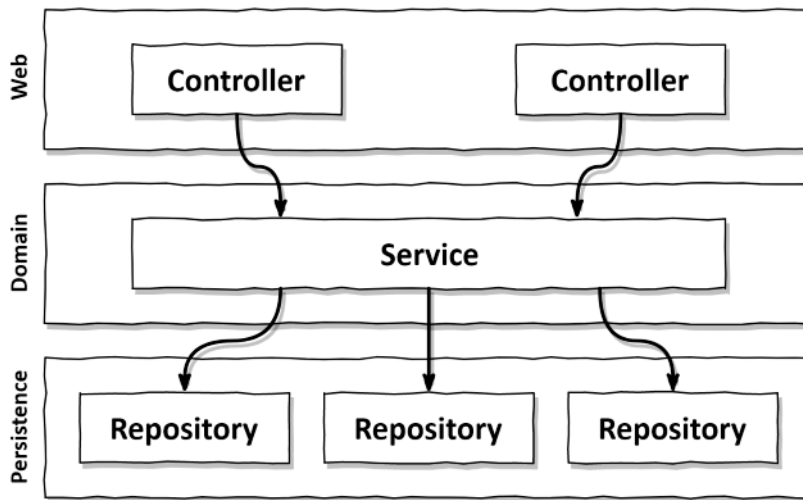 Web
Controller
Controller
Domain
Service
Persistence
Repository
Repository
Repository